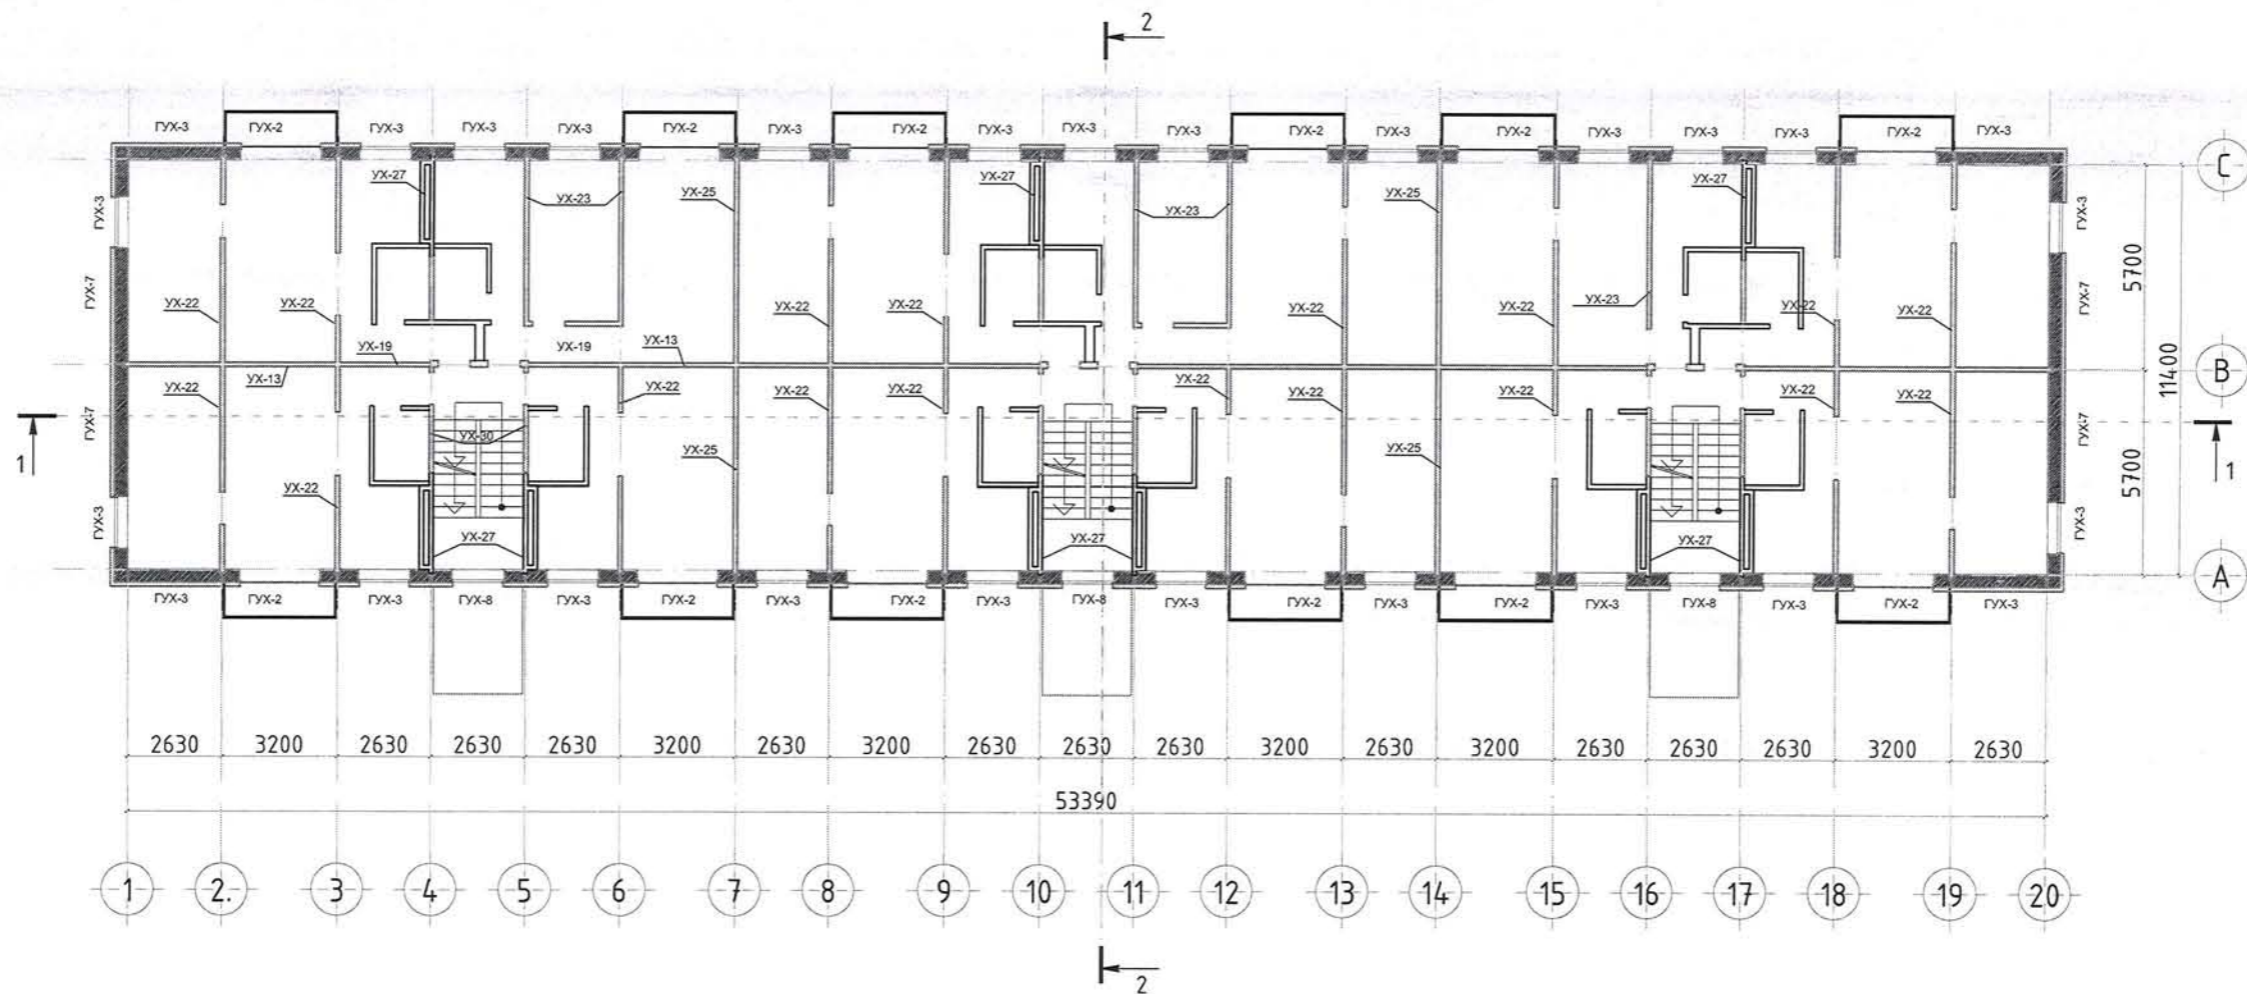 2
ГУХ-3 ГУХ-2 ГУХ-3 ГУХ-3 ГУХ-3 ГУХ-2 ГУХ-3 ГУХ-2 ГУХ-3 ГУХ-3 ГУХ-3 ГУХ-2 ГУХ-3 ГУХ-2 ГУХ-3 ГУХ-3 ГУХ-3 ГУХ-2 ГУХ-3
С
УХ-27 УХ-27 УХ-27
УХ-23 УХ-25 УХ-23 УХ-25
ГУХ-3 ГУХ-3
5700
ГУХ-7 УХ-22 УХ-22 УХ-22 УХ-22 УХ-22 УХ-22 УХ-23 УХ-22 УХ-22 ГУХ-7
УХ-19 УХ-19 УХ-13
УХ-13
В
11400
УХ-22 УХ-22 УХ-22 УХ-22 УХ-22 УХ-22 УХ-22 УХ-22 УХ-22
ГУХ-7 ГУХ-7
УХ-30
1 1
УХ-25 УХ-25
5700
УХ-22
ГУХ-3 ГУХ-3
УХ-27 УХ-27 УХ-27
А
ГУХ-3 ГУХ-2 ГУХ-3 ГУХ-8 ГУХ-3 ГУХ-2 ГУХ-3 ГУХ-2 ГУХ-3 ГУХ-8 ГУХ-3 ГУХ-2 ГУХ-3 ГУХ-2 ГУХ-3 ГУХ-8 ГУХ-3 ГУХ-2 ГУХ-3
2630 3200 2630 2630 2630 3200 2630 3200 2630 2630 2630 3200 2630 3200 2630 2630 2630 3200 2630
53390
1 2. 3 4 5 6 7 8 9 10 11 12 13 14 15 16 17 18 19 20
2